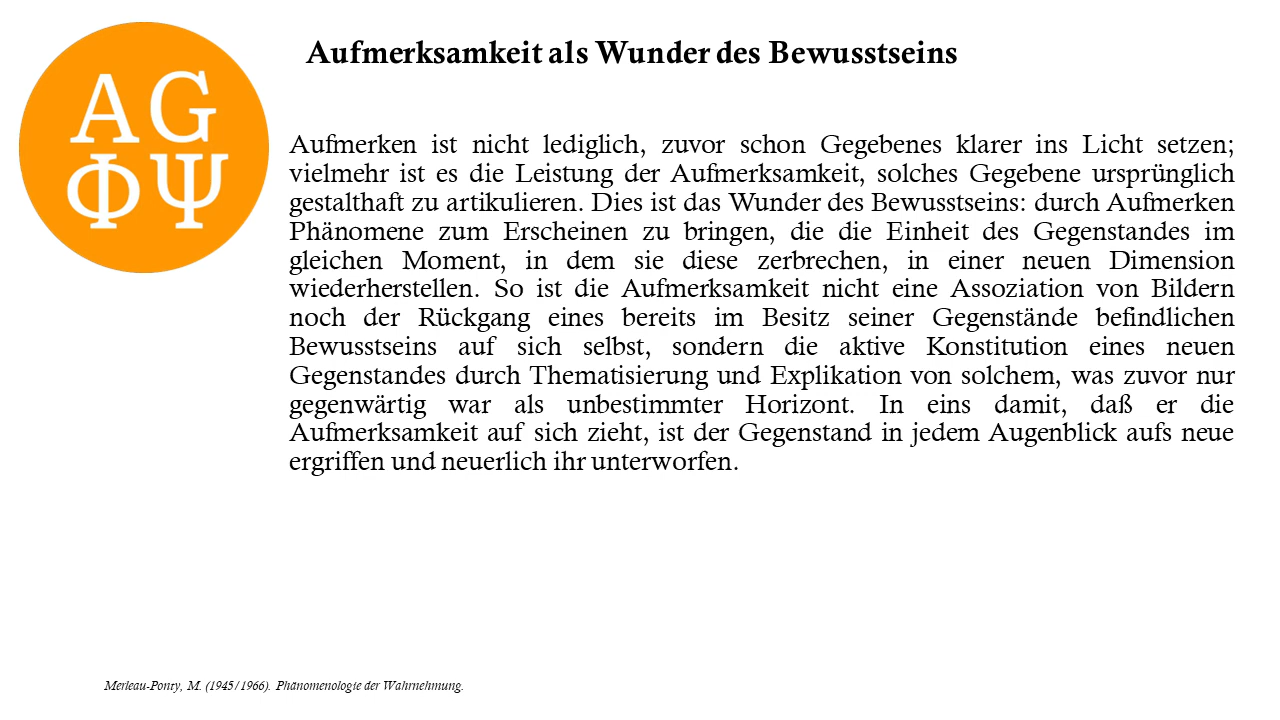 AG
ΦΨ
Aufmerksamkeit als Wunder des Bewusstseins
Aufmerken ist nicht lediglich, zuvor schon Gegebenes klarer ins Licht setzen;
vielmehr ist es die Leistung der Aufmerksamkeit, solches Gegebene ursprünglich
gestalthaft zu artikulieren. Dies ist das Wunder des Bewusstseins: durch Aufmerken
Phänomene zum Erscheinen zu bringen, die die Einheit des Gegenstandes im
gleichen Moment, in dem sie diese zerbrechen, in einer neuen Dimension
wiederherstellen. So ist die Aufmerksamkeit nicht eine Assoziation von Bildern
noch der Rückgang eines bereits im Besitz seiner Gegenstände befindlichen
Bewusstseins auf sich selbst, sondern die aktive Konstitution eines neuen
Gegenstandes durch Thematisierung und Explikation von solchem, was zuvor nur
gegenwärtig war als unbestimmter Horizont. In eins damit, daß er die
Aufmerksamkeit auf sich zieht, ist der Gegenstand in jedem Augenblick aufs neue
ergriffen und neuerlich ihr unterworfen.
Merleau-Ponty, M. (1945/1966). Phänomenologie der Wahrnehmung.